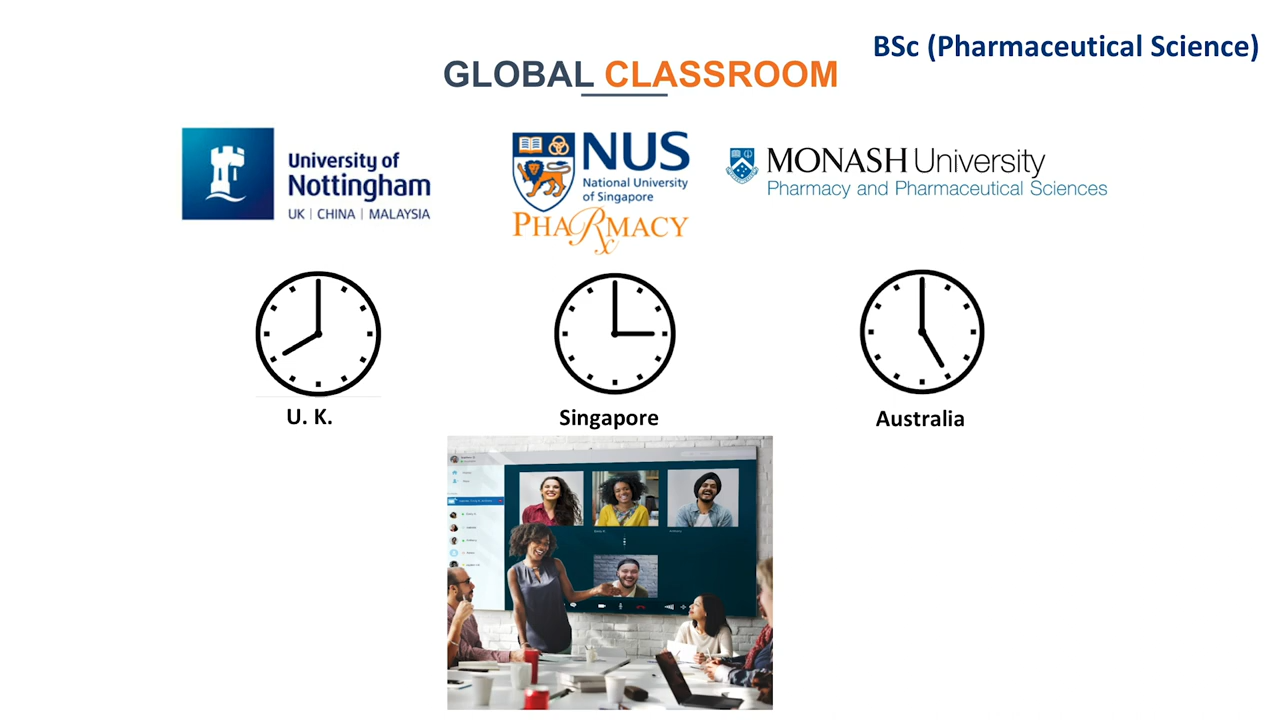 BSc (Pharmaceutical Science)
GLOBAL CLASSROOM
University of
Nottingham
UK | CHINA | MALAYSIA
NUS
National University
of Singapore
PHARMACY
MONASH University
Pharmacy and Pharmaceutical Sciences
U. K.
Singapore
Australia